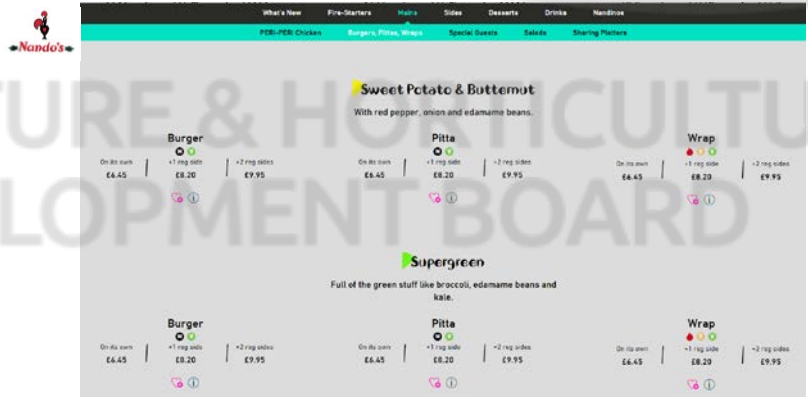 What's New Fire-Starters Mains Sides Desserts Drinks Nandinos
PERI-PERI Chicken Burgers, Pittas, Wraps Special Guests Salads Sharing Platters
Nando's
Sweet Potato & Butternut
With red pepper, onion and edamame beans.
Burger Pitta Wrap
On its own +1 reg side +2 reg sides On its own +1 reg side +2 reg sides On its own +1 reg side +2 reg sides
£6.45 £8.20 £9.95 £6.45 £8.20 £9.95 £6.45 £8.20 £9.95
Supergreen
Full of the green stuff like broccoli, edamame beans and
kale.
Burger Pitta Wrap
On its own +1 reg side +2 reg sides On its own +1 reg side +2 reg sides On its own +1 reg side +2 reg sides
£6.45 £8.20 £9.95 £6.45 £8.20 £9.95 £6.45 £8.20 £9.95
TURE & HORTICULTU
LOPMENT BOARD